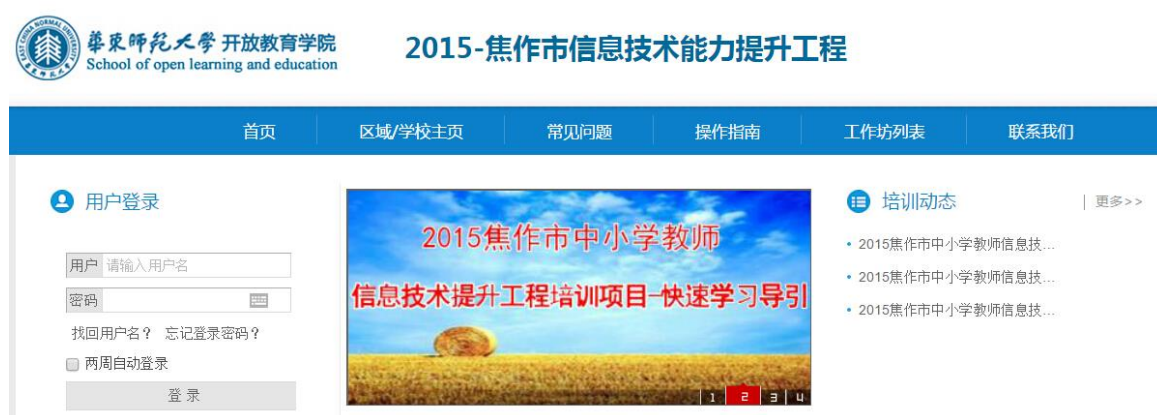 華東師範大學 开放教育学院
School of open learning and education
2015-焦作市信息技术能力提升工程
首页 区域/学校主页 常见问题 操作指南 工作坊列表 联系我们
用户登录
用户 请输入用户名
密码
找回用户名？ 忘记登录密码？
两周自动登录
登 录
2015焦作市中小学教师
信息技术提升工程培训项目-快速学习导引
1 2 3 4
培训动态 | 更多>>
• 2015焦作市中小学教师信息技...
• 2015焦作市中小学教师信息技...
• 2015焦作市中小学教师信息技...